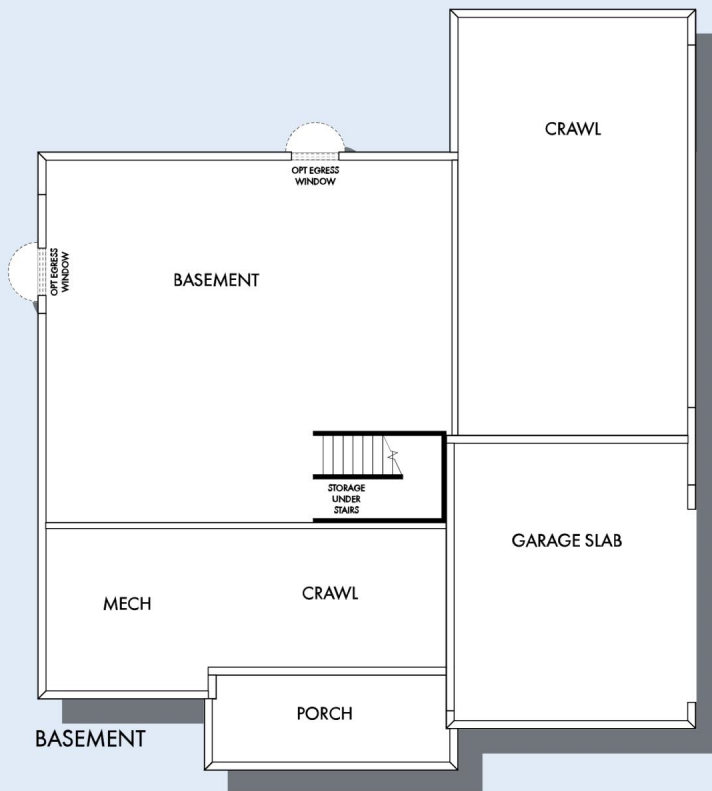 CRAWL
OPT EGRESS
WINDOW
OPT EGRESS
WINDOW
BASEMENT
STORAGE
UNDER
STAIRS
GARAGE SLAB
MECH
CRAWL
PORCH
BASEMENT